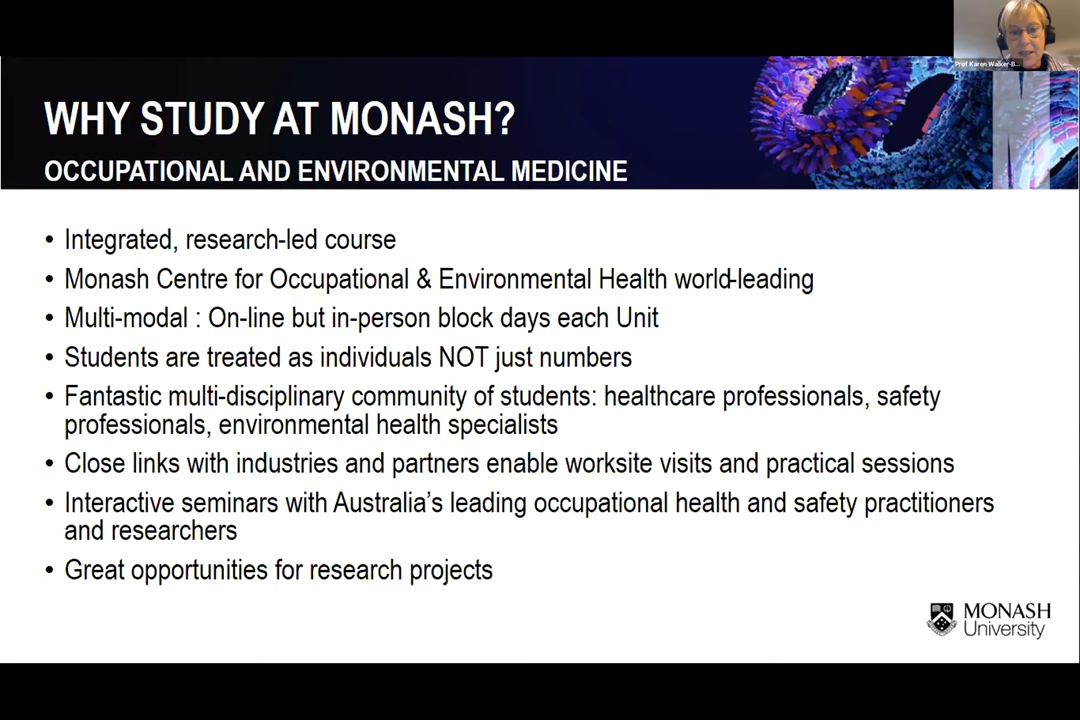 Prof Karen Walker-B...
WHY STUDY AT MONASH?
OCCUPATIONAL AND ENVIRONMENTAL MEDICINE
• Integrated, research-led course
• Monash Centre for Occupational & Environmental Health world-leading
• Multi-modal : On-line but in-person block days each Unit
• Students are treated as individuals NOT just numbers
• Fantastic multi-disciplinary community of students: healthcare professionals, safety
professionals, environmental health specialists
• Close links with industries and partners enable worksite visits and practical sessions
• Interactive seminars with Australia’s leading occupational health and safety practitioners
and researchers
• Great opportunities for research projects
MONASH
University